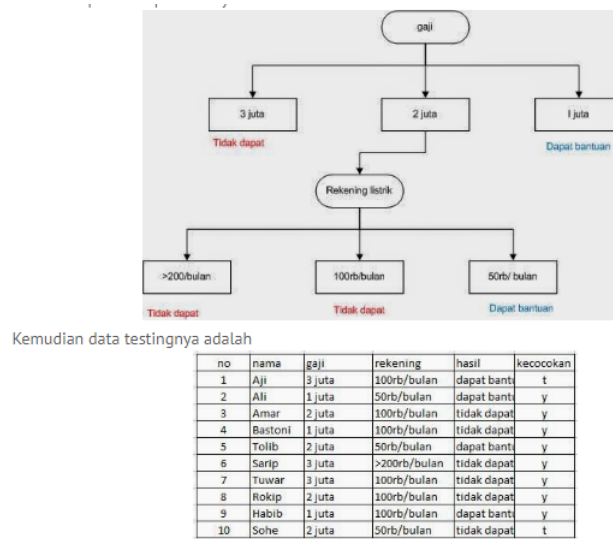 gaji
3 juta 2 juta 1 juta
Tidak dapat Dapat bantuan
Rekening listrik
>200/bulan 100rb/bulan 50rb/ bulan
Tidak dapat Tidak dapat Dapat bantuan
Kemudian data testingnya adalah
no nama gaji rekening hasil kecocokan
1 Aji 3 juta 100rb/bulan dapat bant t
2 Ali 1 juta 50rb/bulan dapat bant y
3 Amar 2 juta 100rb/bulan tidak dapat y
4 Bastoni 1 juta 100rb/bulan tidak dapat y
5 Tolib 2 juta 50rb/bulan dapat bant y
6 Sarip 3 juta >200rb/bulan tidak dapat y
7 Tuwar 3 juta 100rb/bulan tidak dapat y
8 Rokip 2 juta 100rb/bulan tidak dapat y
9 Habib 1 juta 100rb/bulan dapat bant y
10 Sohe 2 juta 50rb/bulan tidak dapat t